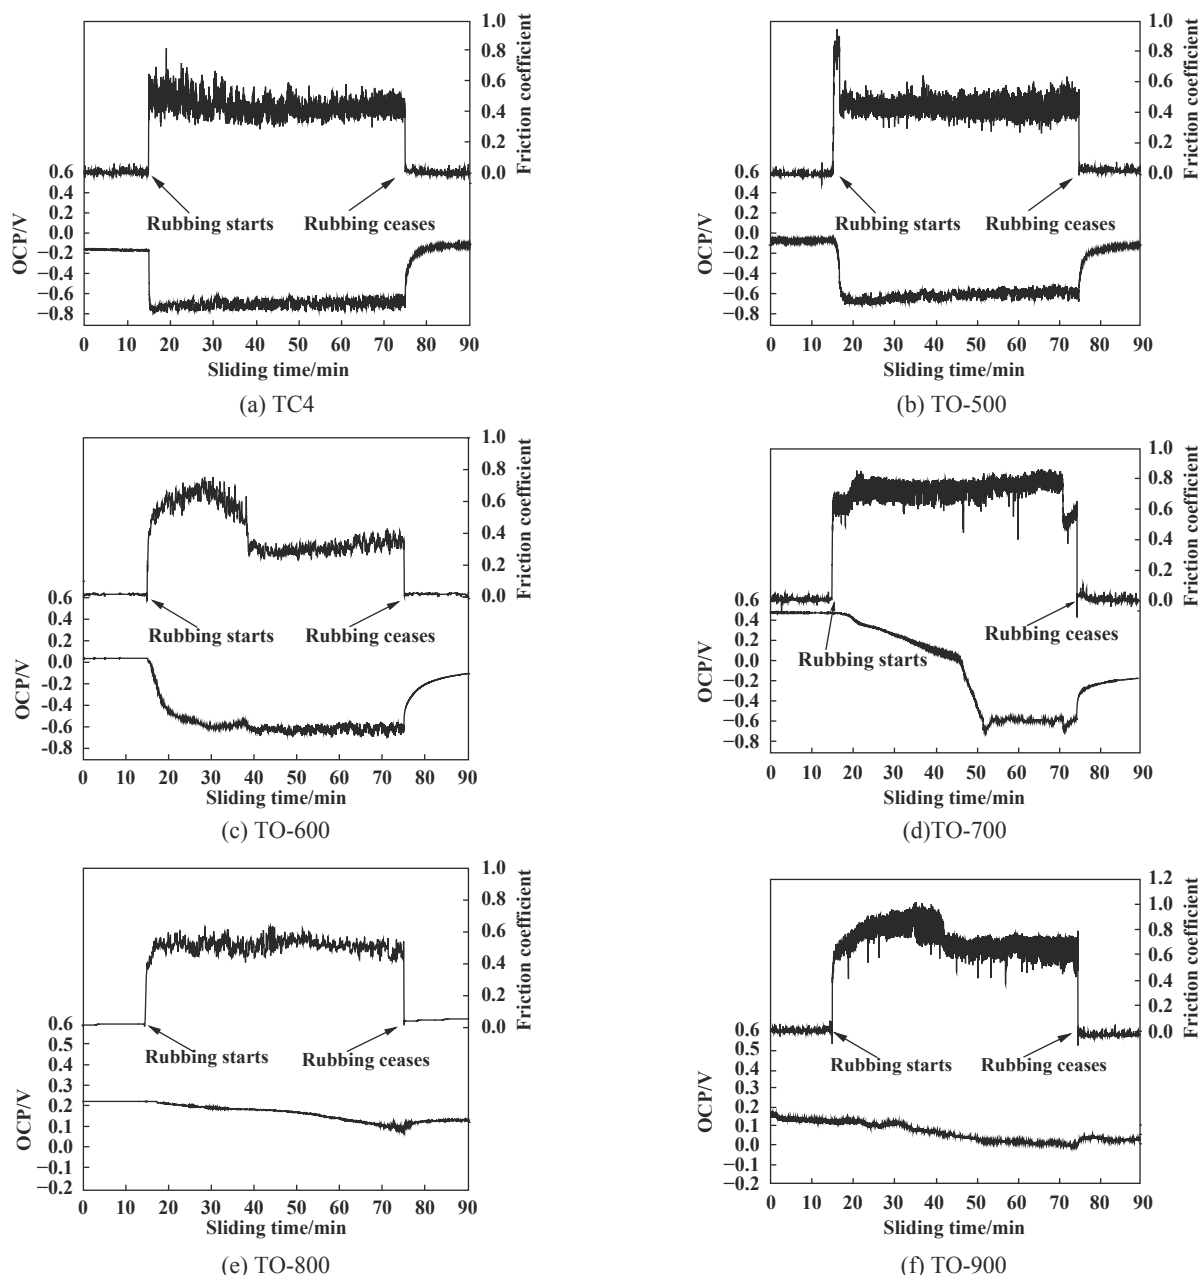 1.0
0.8
0.6
0.4
0.2
0.0
Friction coefficient
0.6
0.4
0.2
0.0
−0.2
−0.4
−0.6
−0.8
OCP/V
Rubbing starts
Rubbing ceases
0 10 20 30 40 50 60 70 80 90
Sliding time/min
(a) TC4
1.0
0.8
0.6
0.4
0.2
0.0
Friction coefficient
0.6
0.4
0.2
0.0
−0.2
−0.4
−0.6
−0.8
OCP/V
Rubbing starts
Rubbing ceases
0 10 20 30 40 50 60 70 80 90
Sliding time/min
(b) TO-500
1.0
0.8
0.6
0.4
0.2
0.0
Friction coefficient
0.6
0.4
0.2
0.0
−0.2
−0.4
-0.6
-0.8
OCP/V
Rubbing starts
Rubbing ceases
0 10 20 30 40 50 60 70 80 90
Sliding time/min
(c) TO-600
1.0
0.8
0.6
0.4
0.2
0.0
Friction coefficient
0.6
0.4
0.2
0.0
−0.2
−0.4
−0.6
−0.8
OCP/V
Rubbing starts
Rubbing ceases
0 10 20 30 40 50 60 70 80 90
Sliding time/min
(d)TO-700
1.0
0.8
0.6
0.4
0.2
0.0
Friction coefficient
0.6
0.5
0.4
0.3
0.2
0.1
0.0
−0.1
−0.2
OCP/V
Rubbing starts
Rubbing ceases
0 10 20 30 40 50 60 70 80 90
Sliding time/min
(e) TO-800
1.2
1.0
0.8
0.6
0.4
0.2
0.0
Friction coefficient
0.6
0.5
0.4
0.3
0.2
0.1
0.0
−0.1
−0.2
OCP/V
Rubbing starts
Rubbing ceases
0 10 20 30 40 50 60 70 80 90
Sliding time/min
(f) TO-900